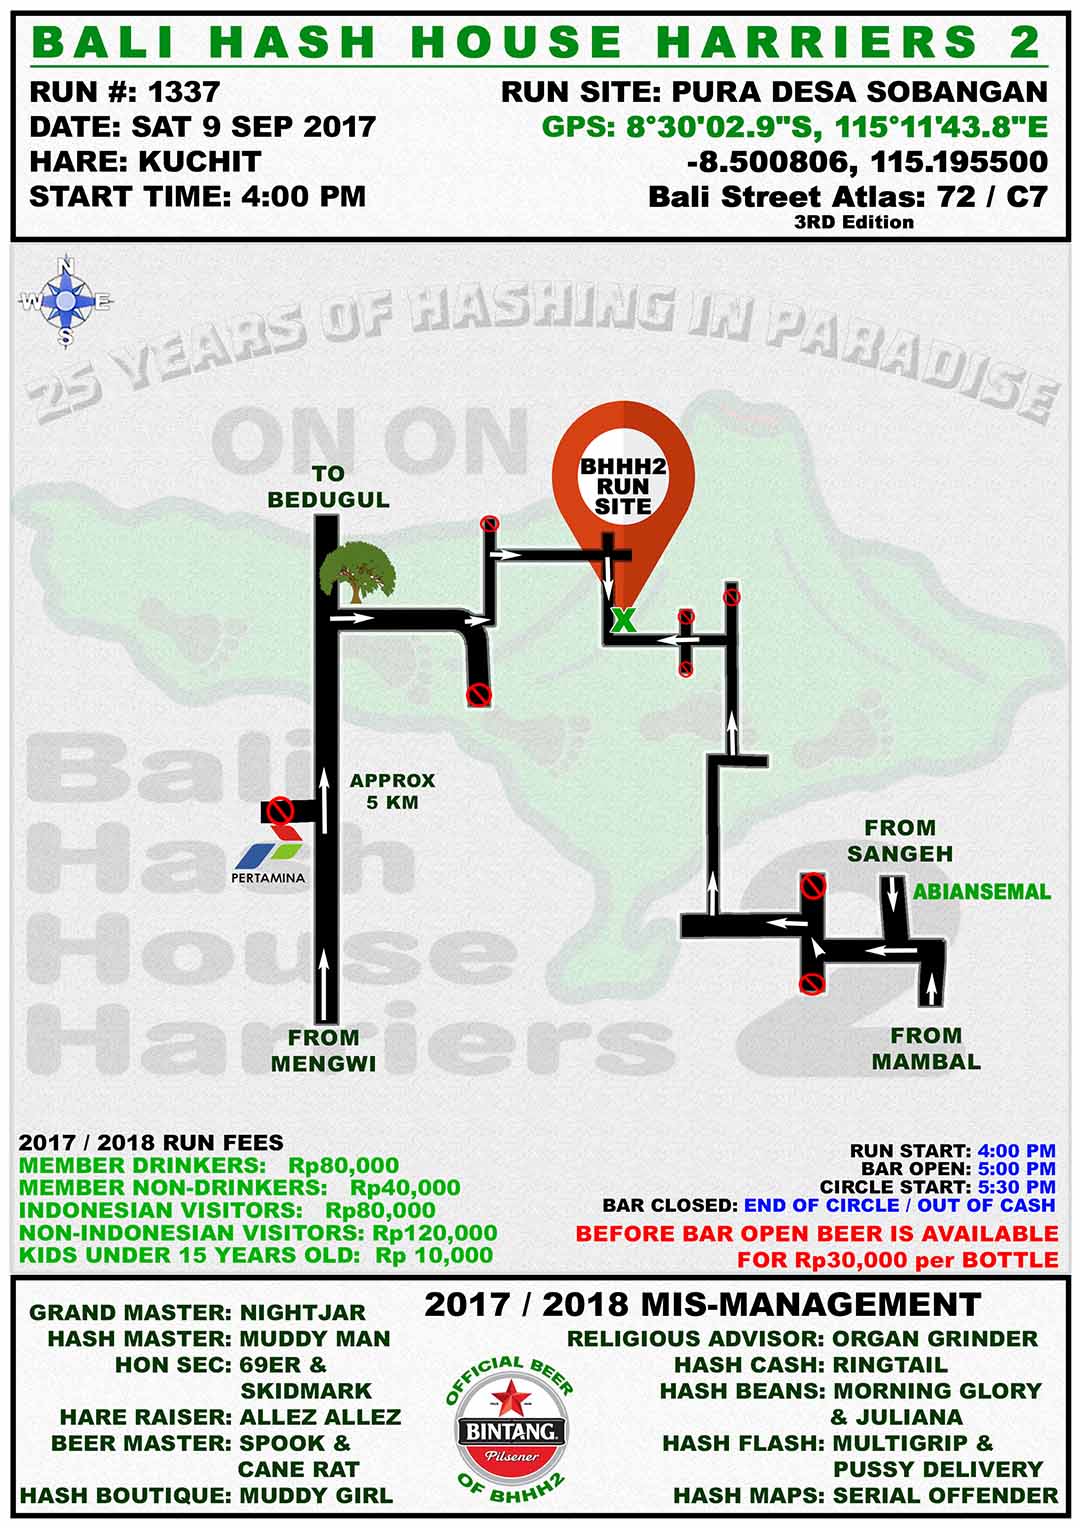 BALI HASH HOUSE HARRIERS 2
RUN #: 1337
DATE: SAT 9 SEP 2017
HARE: KUCHIT
START TIME: 4:00 PM
RUN SITE: PURA DESA SOBANGAN
GPS: 8°30'02.9"S, 115°11'43.8"E
-8.500806, 115.195500
Bali Street Atlas: 72 / C7
3RD Edition
N
W E
S
25 YEARS OF HASHING IN PARADISE
ON ON
TO
BEDUGUL
BHHH2
RUN
SITE
X
APPROX
5 KM
PERTAMINA
FROM
SANGEH
ABIANSEMAL
FROM
MENGWI
FROM
MAMBAL
Bali
Hash
House
Harriers 2
2017 / 2018 RUN FEES
MEMBER DRINKERS: Rp80,000
MEMBER NON-DRINKERS: Rp40,000
INDONESIAN VISITORS: Rp80,000
NON-INDONESIAN VISITORS: Rp120,000
KIDS UNDER 15 YEARS OLD: Rp 10,000
RUN START: 4:00 PM
BAR OPEN: 5:00 PM
CIRCLE START: 5:30 PM
BAR CLOSED: END OF CIRCLE / OUT OF CASH
BEFORE BAR OPEN BEER IS AVAILABLE
FOR Rp30,000 per BOTTLE
2017 / 2018 MIS-MANAGEMENT
GRAND MASTER: NIGHTJAR
HASH MASTER: MUDDY MAN
HON SEC: 69ER &
SKIDMARK
HARE RAISER: ALLEZ ALLEZ
BEER MASTER: SPOOK &
CANE RAT
HASH BOUTIQUE: MUDDY GIRL
OFFICIAL BEER
BINTANG
Pilsener
OF BHHH2
RELIGIOUS ADVISOR: ORGAN GRINDER
HASH CASH: RINGTAIL
HASH BEANS: MORNING GLORY
& JULIANA
HASH FLASH: MULTIGRIP &
PUSSY DELIVERY
HASH MAPS: SERIAL OFFENDER